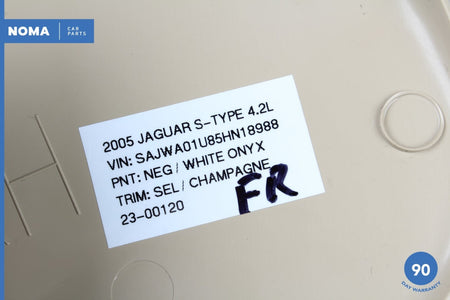 NOMA CAR PARTS
2005 JAGUAR S-TYPE 4.2L
VIN: SAJWA01U85HN18988
PNT: NEG / WHITE ONYX
TRIM: SEL / CHAMPAGNE
23-00120
FR
H
90
DAY WARRANTY